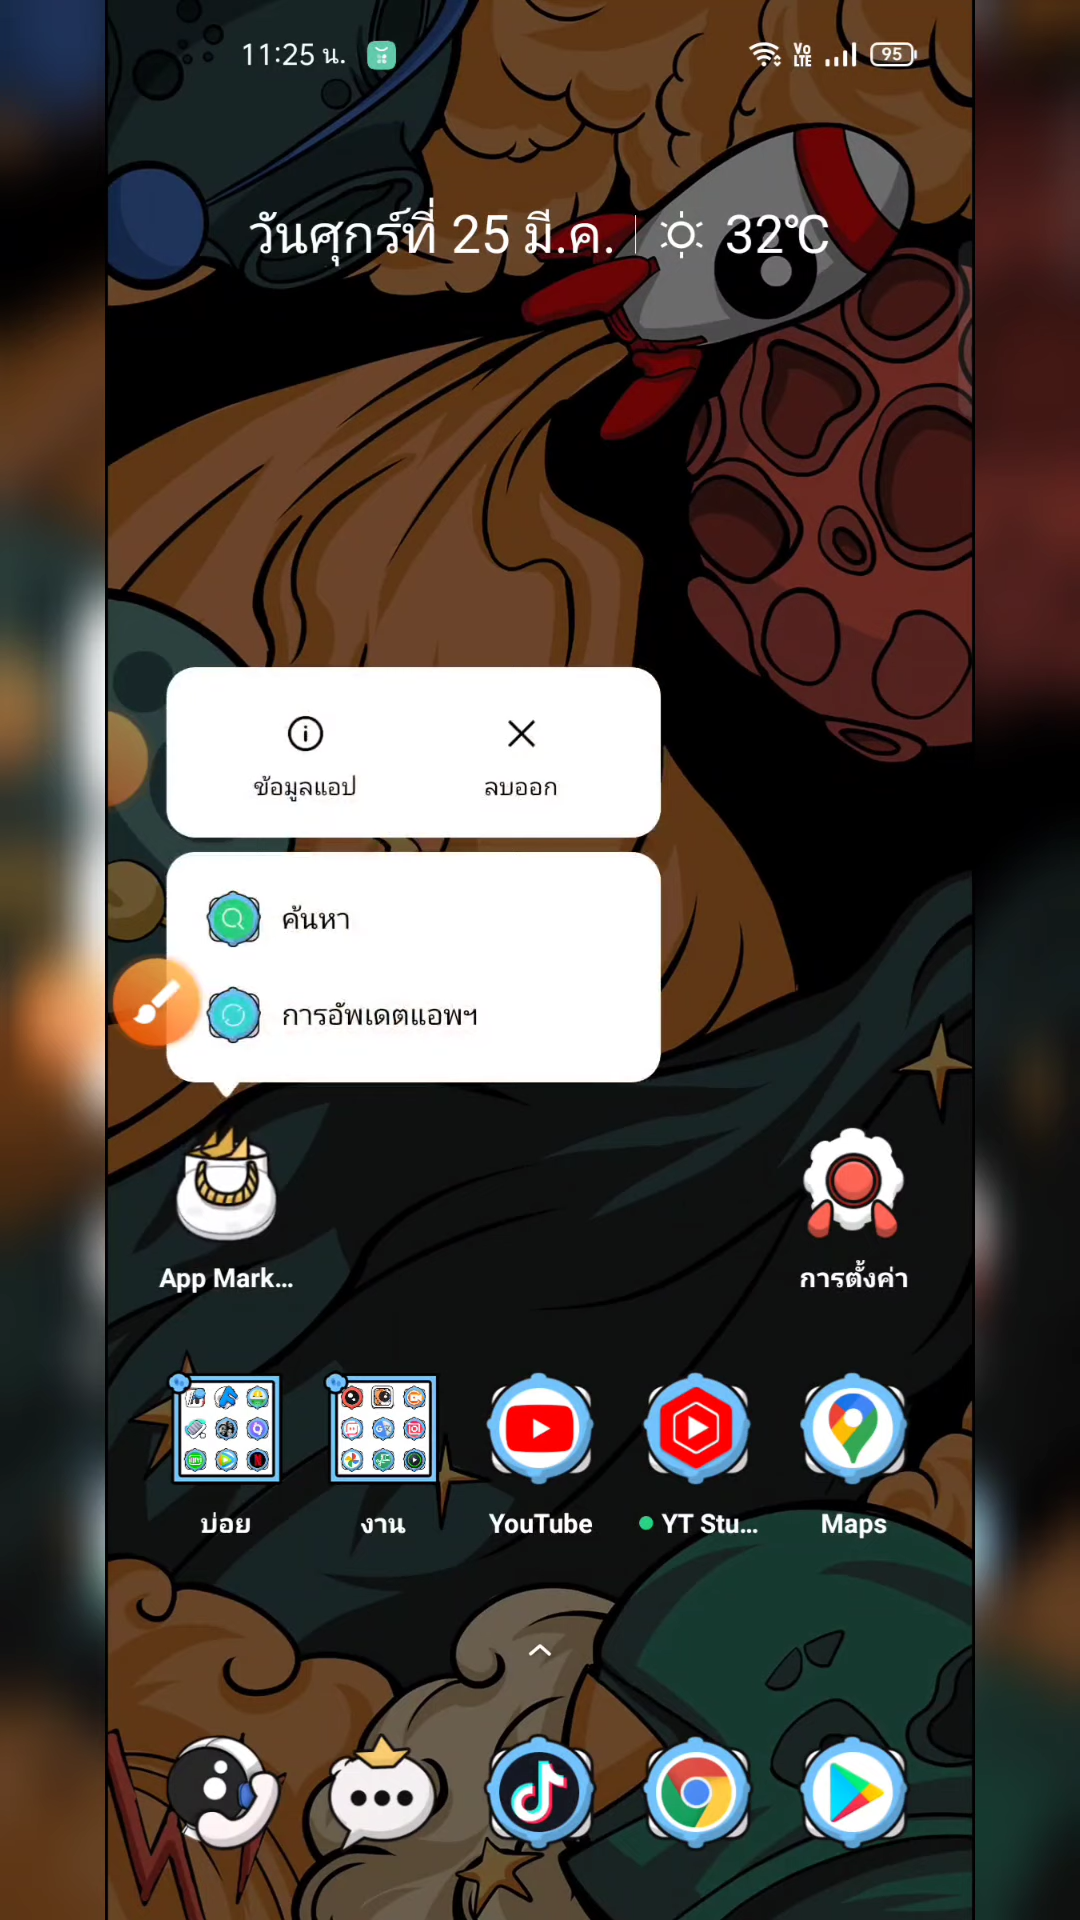 11:25 น.
Vo LTE
95
วันศุกร์ที่ 25 มี.ค.
32℃
ข้อมูลแอป
ลบออก
ค้นหา
การอัพเดตแอพฯ
App Mark...
การตั้งค่า
บ่อย
งาน
YouTube
YT Stu...
Maps